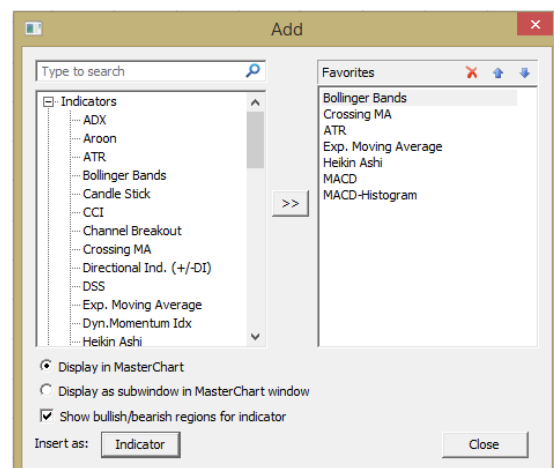 Add
Type to search
Indicators
ADX
Aroon
ATR
Bollinger Bands
Candle Stick
CCI
Channel Breakout
Crossing MA
Directional Ind. (+/-DI)
DSS
Exp. Moving Average
Dyn.Momentum Idx
Heikin Ashi
>>
Favorites
Bollinger Bands
Crossing MA
ATR
Exp. Moving Average
Heikin Ashi
MACD
MACD-Histogram
Display in MasterChart
Display as subwindow in MasterChart window
Show bullish/bearish regions for indicator
Insert as: Indicator Close